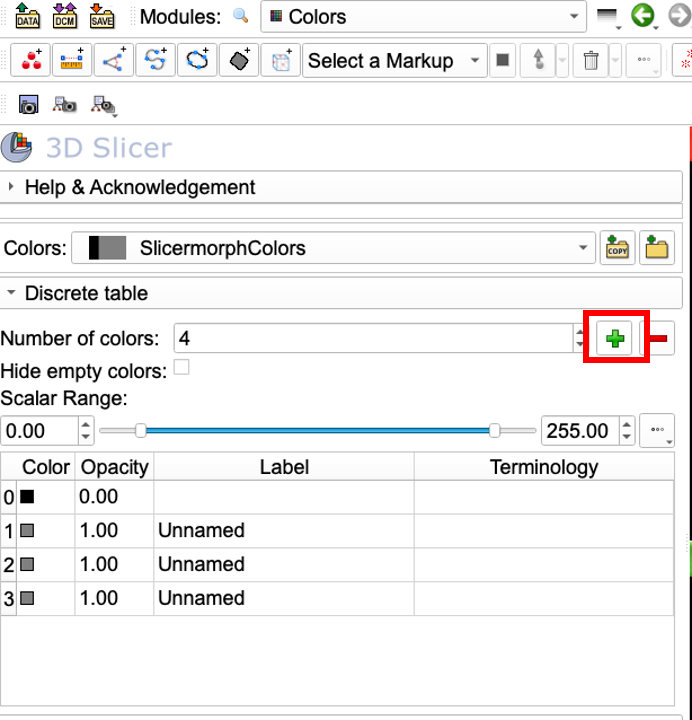 DATA DCM SAVE Modules: Colors
Select a Markup
3D Slicer
Help & Acknowledgement
Colors: SlicermorphColors COPY
Discrete table
Number of colors: 4
Hide empty colors:
Scalar Range:
0.00 255.00
Color Opacity Label Terminology
0 0.00
1 1.00 Unnamed
2 1.00 Unnamed
3 1.00 Unnamed